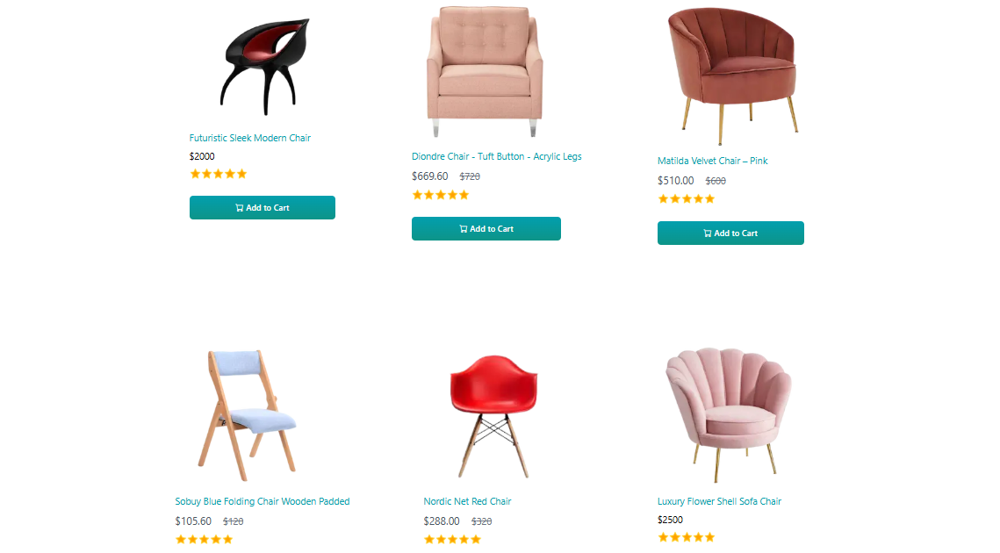 Futuristic Sleek Modern Chair
$2000
Add to Cart
Diondre Chair - Tuft Button - Acrylic Legs
$669.60 $720
Add to Cart
Matilda Velvet Chair – Pink
$510.00 $600
Add to Cart
Sobuy Blue Folding Chair Wooden Padded
$105.60 $120
Nordic Net Red Chair
$288.00 $320
Luxury Flower Shell Sofa Chair
$2500